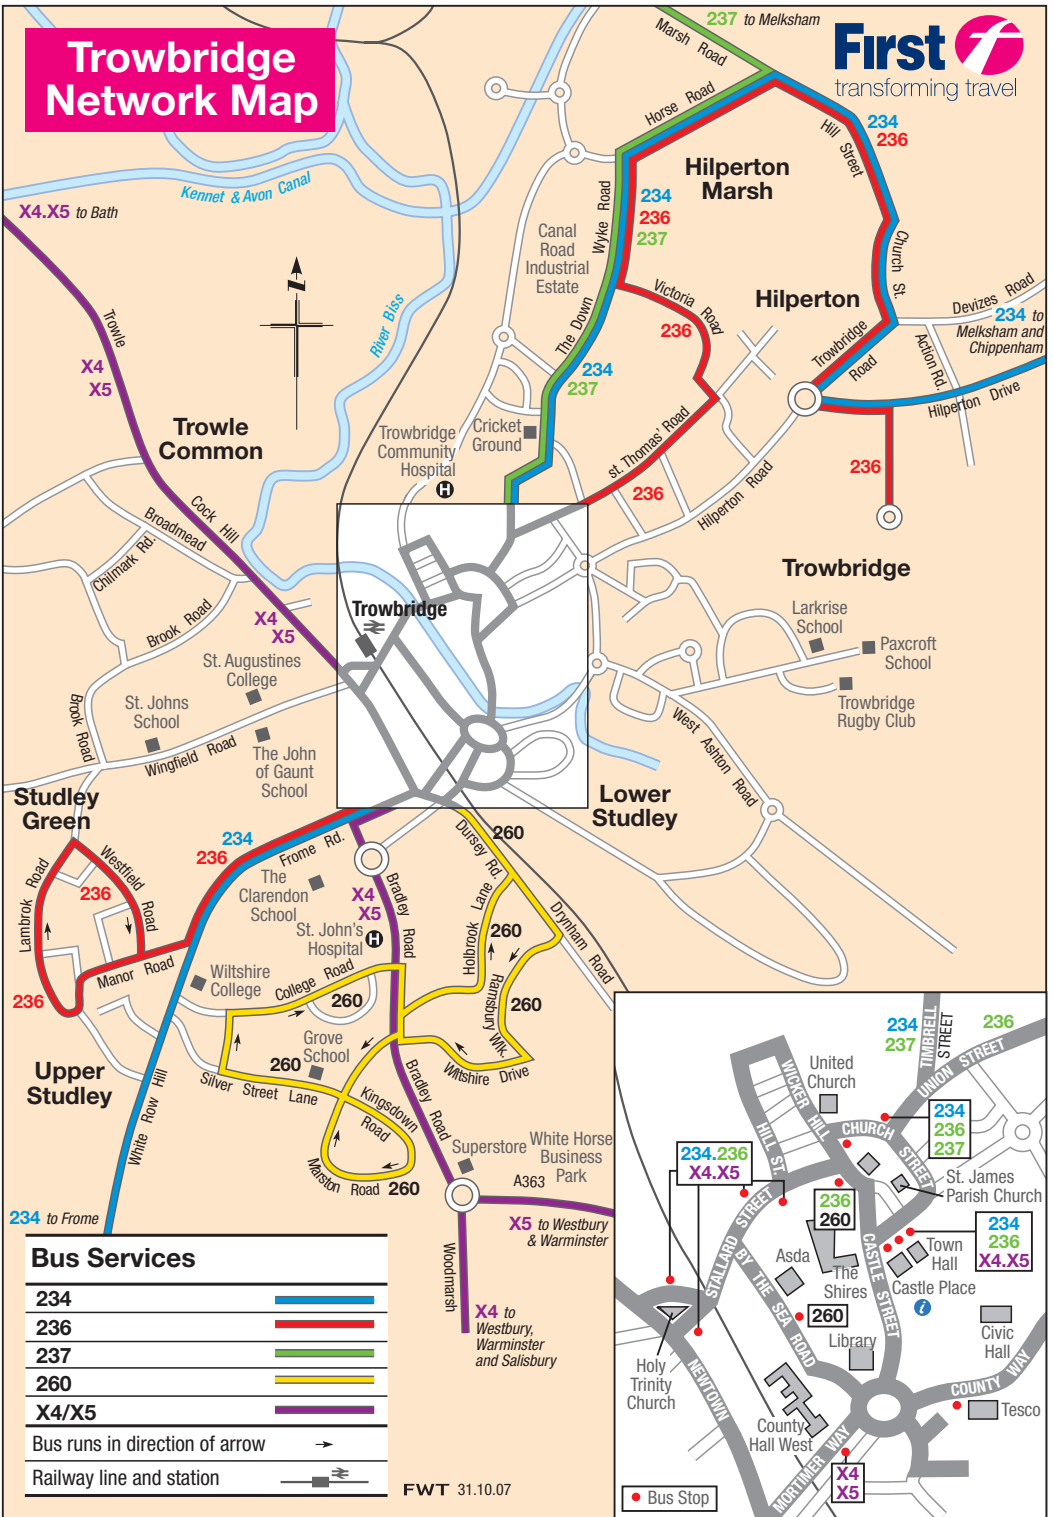 Trowbridge
Network Map
237 to Melksham
Marsh Road
First
transforming travel
Horse Road
Hill Street
234
236
Hilperton
Marsh
Kennet & Avon Canal
X4.X5 to Bath
234
236
237
Wyke Road
Canal
Road
Industrial
Estate
Church St.
N
River Biss
Victoria Road
236
Hilperton
Devizes Road
234 to
Melksham and
Chippenham
Trowle
The Down
Trowbridge
Road
Action Rd.
X4
X5
234
237
Hilperton Drive
Trowle
Common
Trowbridge
Community
Hospital
H
Cricket
Ground
st. Thomas' Road
236
236
Hilperton Road
Cock Hill
Broadmead
Chilmark Rd.
Trowbridge
Brook Road
X4
X5
Trowbridge
Larkrise
School
Paxcroft
School
St. Augustines
College
St. Johns
School
Trowbridge
Rugby Club
Brook Road
Wingfield Road
The John
of Gaunt
School
West Ashton Road
Studley
Green
Lower
Studley
234
236
Frome Rd.
260
Dursey Rd.
Lambrok Road
Westfield
Road
236
The
Clarendon
School
X4
X5
Bradley
Road
St. John's
Hospital
H
Holbrook Lane
260
Drynham Road
Manor Road
236
Wiltshire
College
College Road
260
Ramsbury Wlk.
260
Grove
School
260
Upper
Studley
Silver Street Lane
Kingsdown
Road
Bradley Road
Wiltshire Drive
White Row Hill
Marston Road
260
Superstore
White Horse
Business
Park
A363
X5 to Westbury
& Warminster
234 to Frome
Woodmarsh
X4 to
Westbury,
Warminster
and Salisbury
Bus Services
234
236
237
260
X4/X5
Bus runs in direction of arrow
Railway line and station
FWT 31.10.07
234
237
TIMBRELL
STREET
236
UNION STREET
United
Church
WICKER HILL
HILL ST.
CHURCH
STREET
234
236
237
234.236
X4.X5
St. James
Parish Church
236
260
STALLARD STREET
BY THE SEA ROAD
Asda
The
Shires
CASTLE STREET
Town
Hall
234
236
X4.X5
Castle Place
i
260
Library
Civic
Hall
Holy
Trinity
Church
NEWTOWN
County
Hall West
COUNTY WAY
Tesco
MORTIMER WAY
X4
X5
Bus Stop